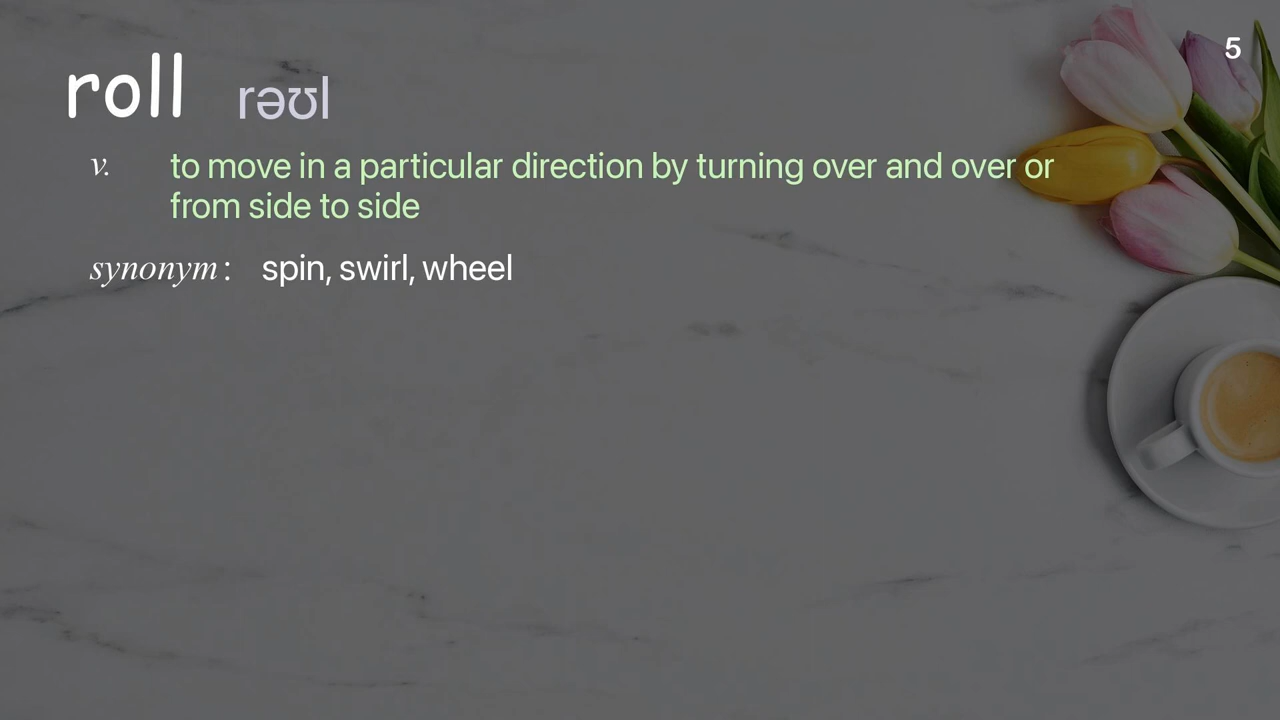 5
roll rəʊl
v. to move in a particular direction by turning over and over or
from side to side
synonym: spin, swirl, wheel